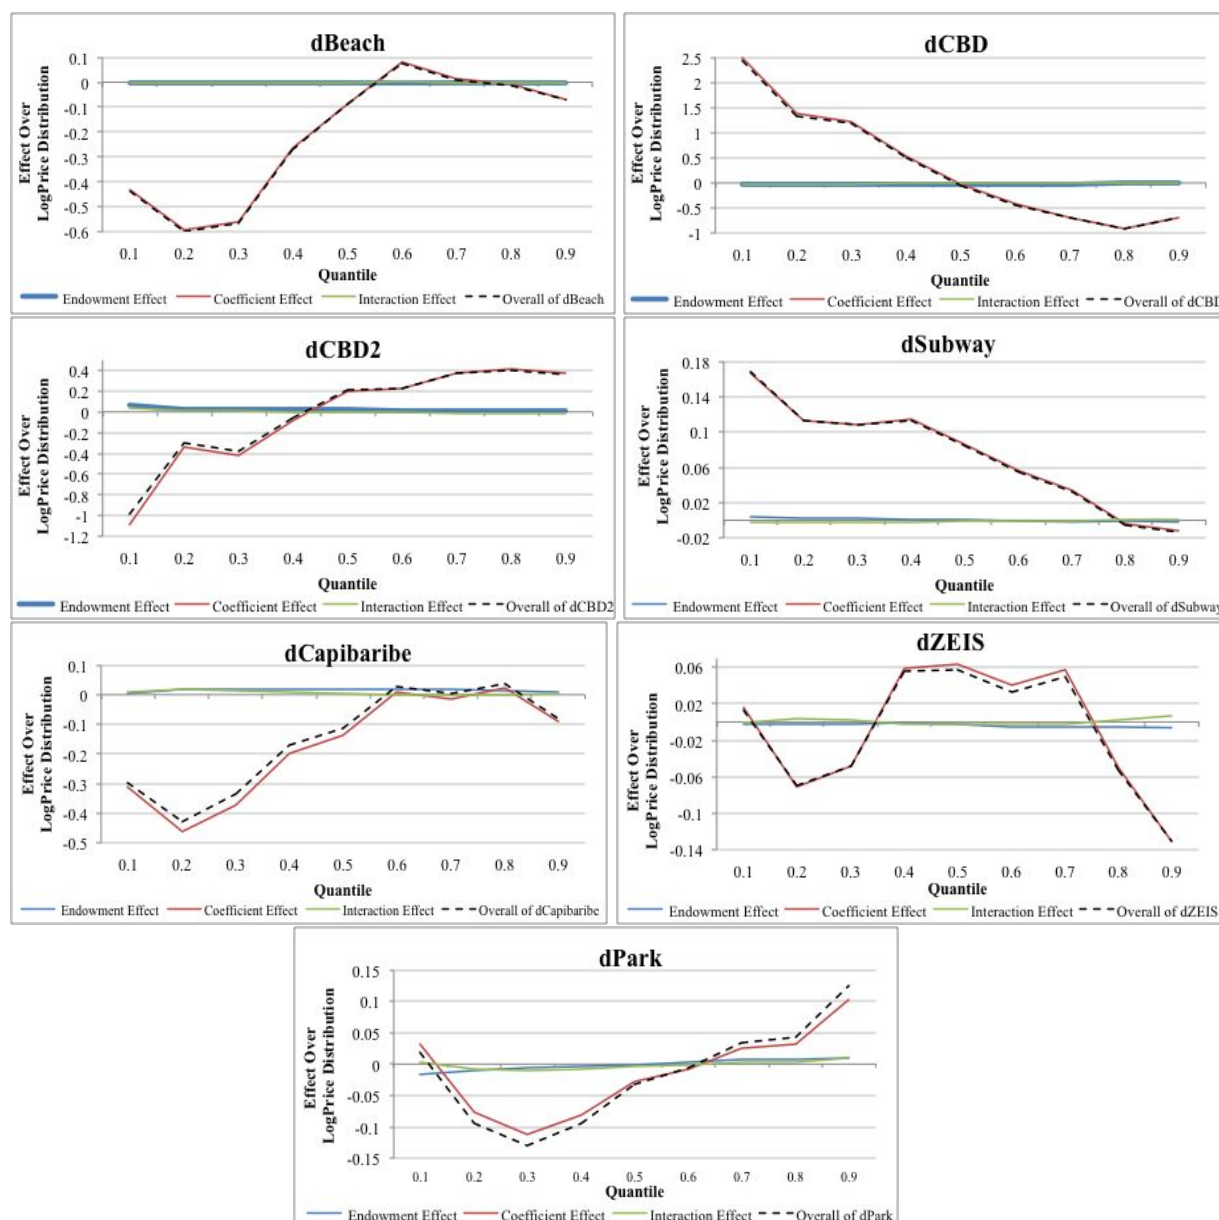 dBeach
Effect Over
LogPrice Distribution
0.1
0
-0.1
-0.2
-0.3
-0.4
-0.5
-0.6
0.1 0.2 0.3 0.4 0.5 0.6 0.7 0.8 0.9
Quantile
Endowment Effect Coefficient Effect Interaction Effect Overall of dBeach
dCBD
Effect Over
LogPrice Distribution
2.5
2
1.5
1
0.5
0
-0.5
-1
0.1 0.2 0.3 0.4 0.5 0.6 0.7 0.8 0.9
Quantile
Endowment Effect Coefficient Effect Interaction Effect Overall of dCBD
dCBD2
Effect Over
LogPrice Distribution
0.4
0.2
0
-0.2
-0.4
-0.6
-0.8
-1
-1.2
0.1 0.2 0.3 0.4 0.5 0.6 0.7 0.8 0.9
Quantile
Endowment Effect Coefficient Effect Interaction Effect Overall of dCBD2
dSubway
Effect Over
LogPrice Distribution
0.18
0.14
0.1
0.06
0.02
-0.02
0.1 0.2 0.3 0.4 0.5 0.6 0.7 0.8 0.9
Quantile
Endowment Effect Coefficient Effect Interaction Effect Overall of dSubway
dCapibaribe
Effect Over
LogPrice Distribution
0.1
0
-0.1
-0.2
-0.3
-0.4
-0.5
0.1 0.2 0.3 0.4 0.5 0.6 0.7 0.8 0.9
Quantile
Endowment Effect Coefficient Effect Interaction Effect Overall of dCapibaribe
dZEIS
Effect Over
LogPrice Distribution
0.06
0.02
-0.02
-0.06
-0.1
-0.14
0.1 0.2 0.3 0.4 0.5 0.6 0.7 0.8 0.9
Quantile
Endowment Effect Coefficient Effect Interaction Effect Overall of dZEIS
dPark
Effect Over
LogPrice Distribution
0.15
0.1
0.05
0
-0.05
-0.1
-0.15
0.1 0.2 0.3 0.4 0.5 0.6 0.7 0.8 0.9
Quantile
Endowment Effect Coefficient Effect Interaction Effect Overall of dPark